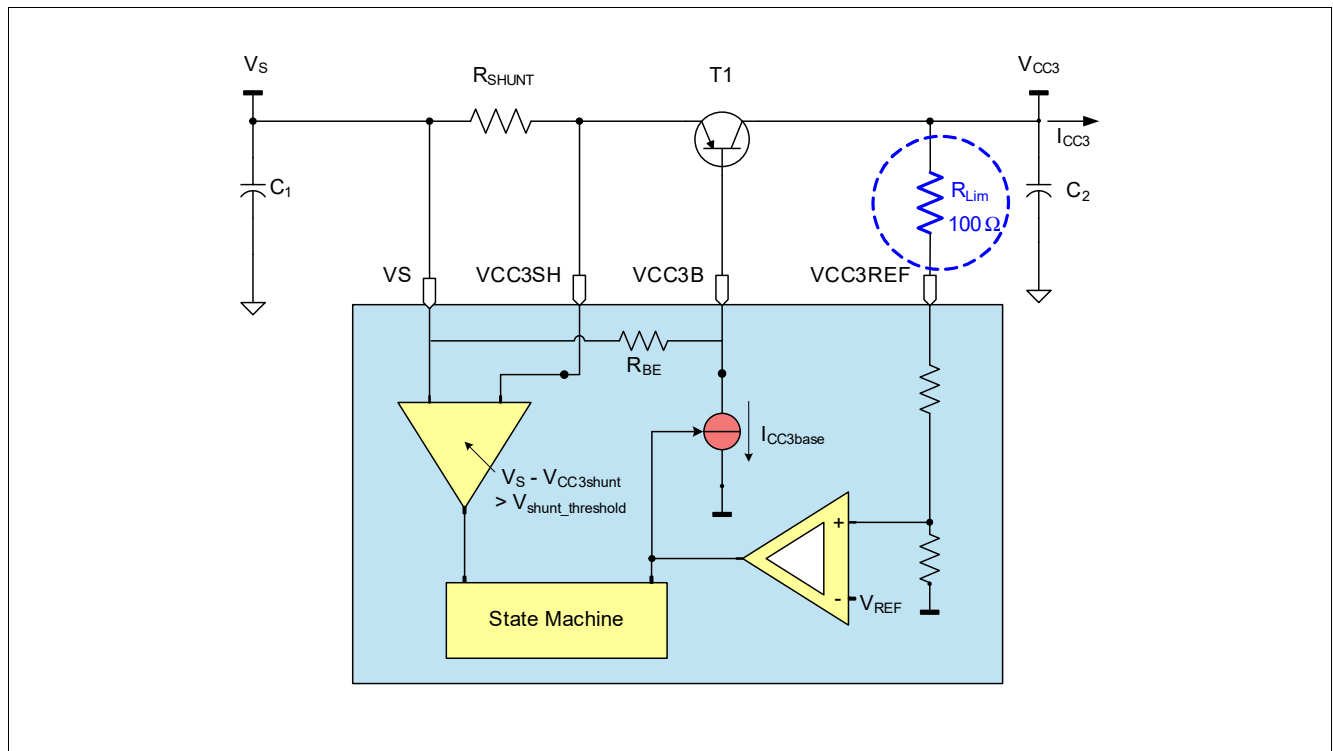 VS
RSHUNT
T1
VCC3
ICC3
C1
RLim
100 Ω
C2
VS
VCC3SH
VCC3B
VCC3REF
RBE
ICC3base
VS - VCC3shunt
> Vshunt_threshold
+
-
VREF
State Machine